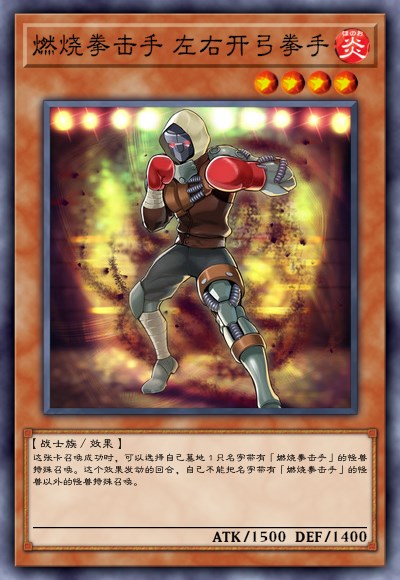 燃烧拳击手 左右开弓拳手
炎
ほのお
【战士族／效果】
这张卡召唤成功时，可以选择自己墓地1只名字带有「燃烧拳击手」的怪兽
特殊召唤。这个效果发动的回合，自己不能把名字带有「燃烧拳击手」的怪
兽以外的怪兽特殊召唤。
ATK/1500 DEF/1400